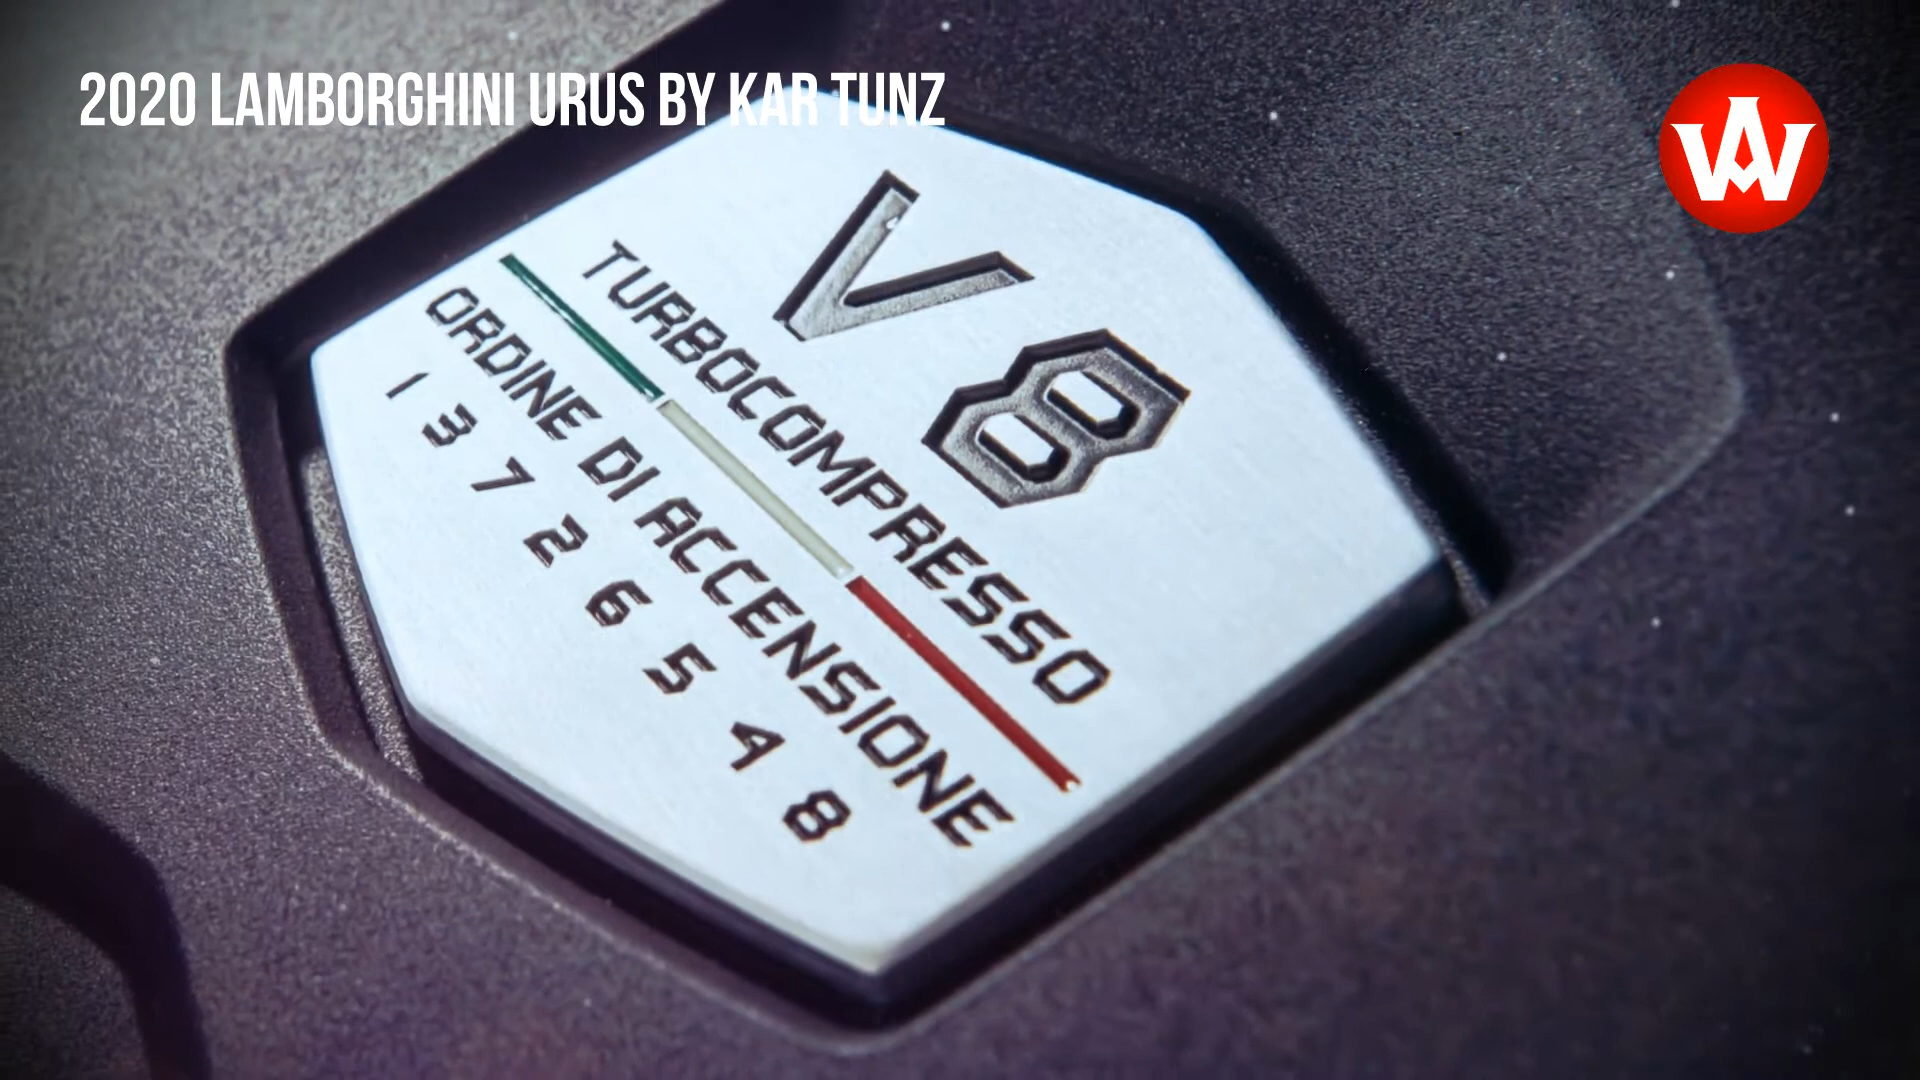 2020 LAMBORGHINI URUS BY KAR TUNZ
V8
TURBOCOMPRESSO
ORDINE DI ACCENSIONE
1 3 7 2 6 5 4 8